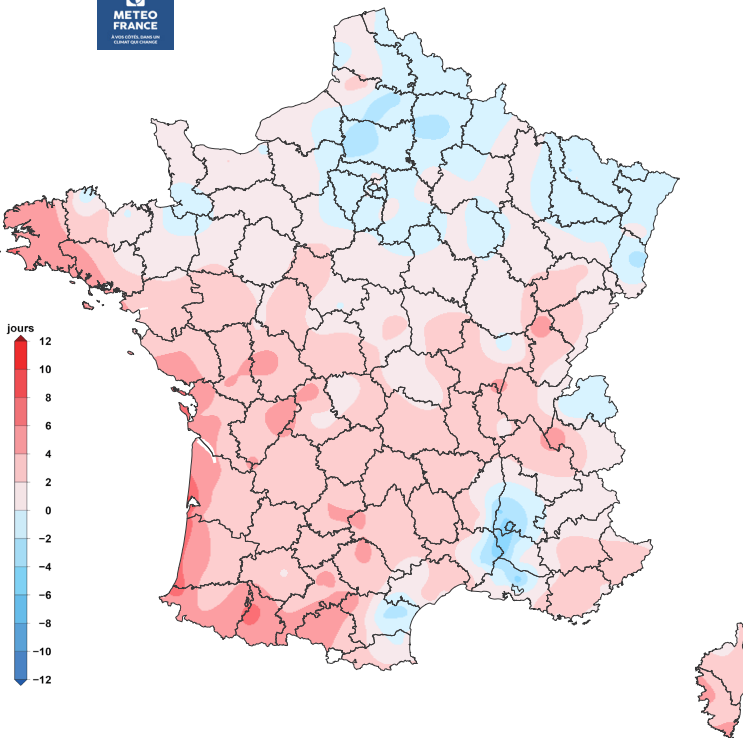 METEO
FRANCE
À VOS CÔTÉS, DANS UN
CLIMAT QUI CHANGE
jours
12
10
8
6
4
2
0
−2
−4
−6
−8
−10
−12